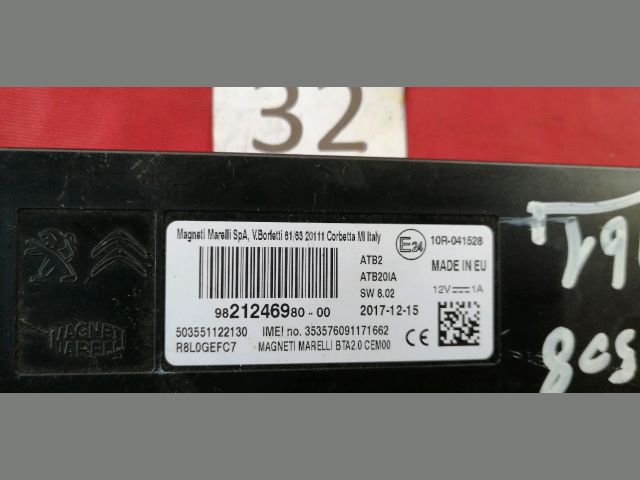 32
Magneti Marelli SpA, V.Borletti 61/63 20111 Corbetta MI Italy
E24
10R-041528
ATB2
ATB20IA
MADE IN EU
SW 8.02
12V 1A
9821246980-00
2017-12-15
503551122130
IMEI no. 353576091171662
CE
R8L0GEFC7
MAGNETI MARELLI BTA2.0 CEM00
MAGNETI
MARELLI